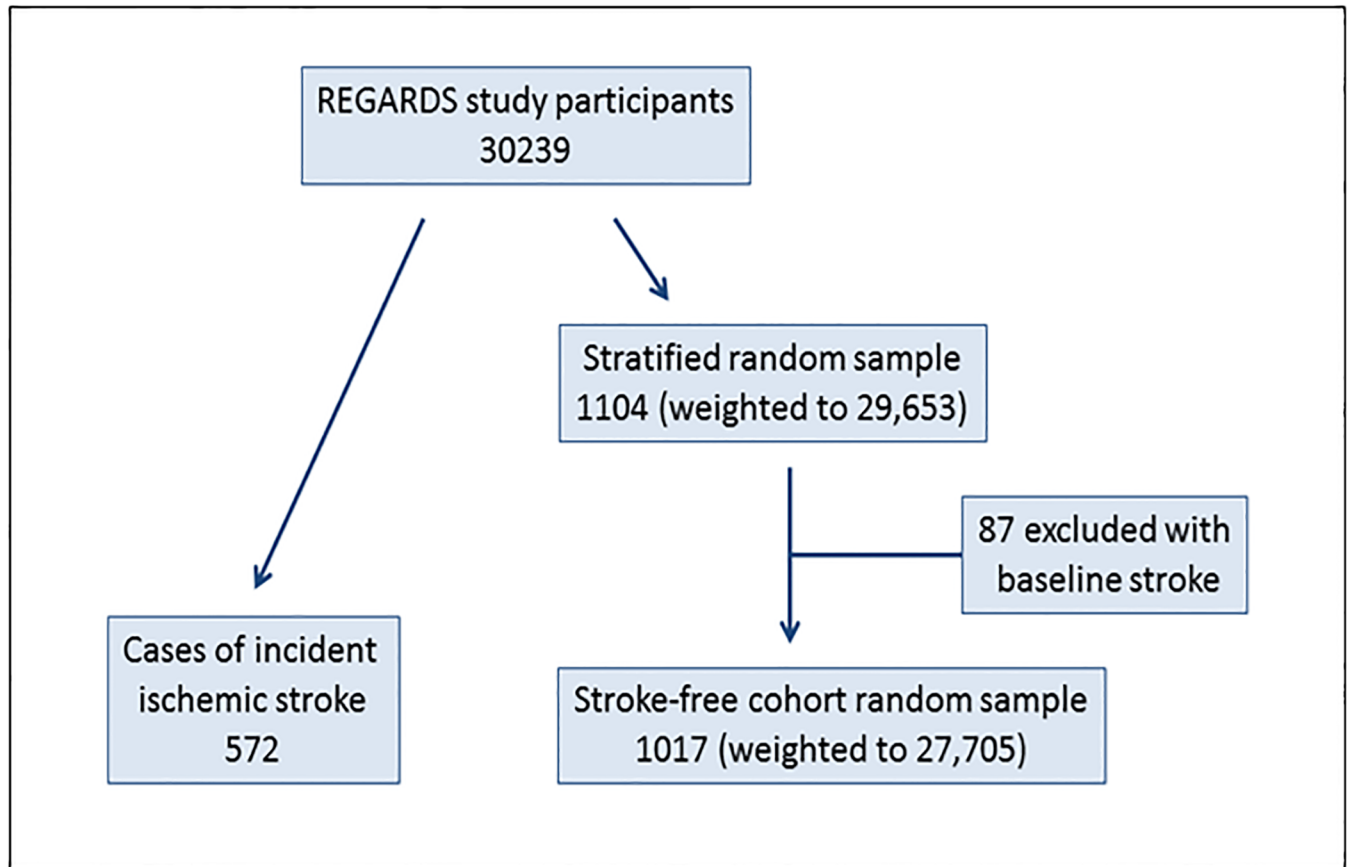 REGARDS study participants
30239
Stratified random sample
1104 (weighted to 29,653)
87 excluded with
baseline stroke
Cases of incident
ischemic stroke
572
Stroke-free cohort random sample
1017 (weighted to 27,705)